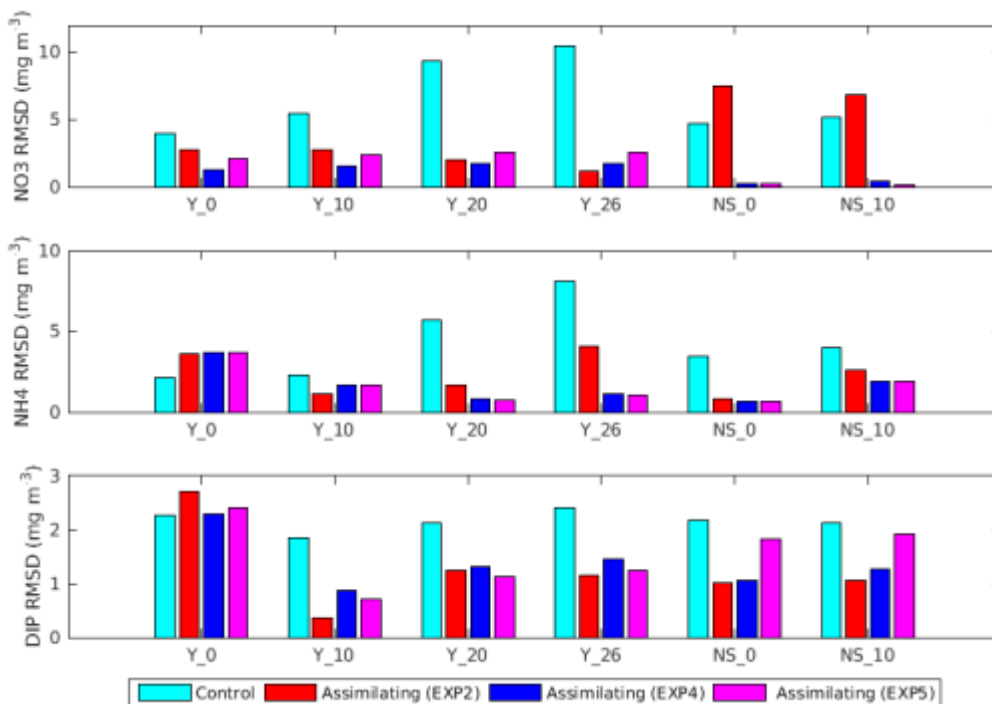 NO3 RMSD (mg m-3)
10
5
0
Y_0 Y_10 Y_20 Y_26 NS_0 NS_10
NH4 RMSD (mg m-3)
10
5
0
Y_0 Y_10 Y_20 Y_26 NS_0 NS_10
DIP RMSD (mg m-3)
3
2
1
0
Y_0 Y_10 Y_20 Y_26 NS_0 NS_10
Control Assimilating (EXP2) Assimilating (EXP4) Assimilating (EXP5)